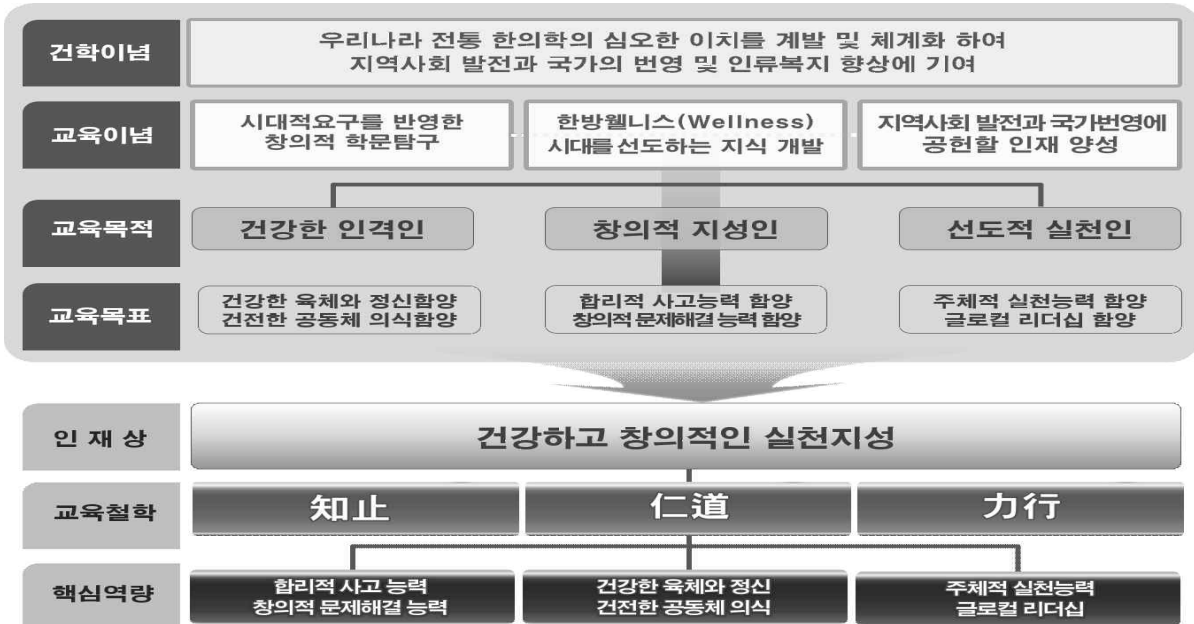 건학이념
우리나라 전통 한의학의 심오한 이치를 계발 및 체계화 하여
지역사회 발전과 국가의 번영 및 인류복지 향상에 기여
교육이념
시대적요구를 반영한
창의적 학문탐구
한방웰니스(Wellness)
시대를 선도하는 지식 개발
지역사회 발전과 국가번영에
공헌할 인재 양성
교육목적
건강한 인격인
창의적 지성인
선도적 실천인
교육목표
건강한 육체와 정신함양
건전한 공동체 의식함양
합리적 사고능력 함양
창의적 문제해결 능력 함양
주체적 실천능력 함양
글로컬 리더십 함양
인 재 상
건강하고 창의적인 실천지성
교육철학
知止
仁道
力行
핵심역량
합리적 사고 능력
창의적 문제해결 능력
건강한 육체와 정신
건전한 공동체 의식
주체적 실천능력
글로컬 리더십